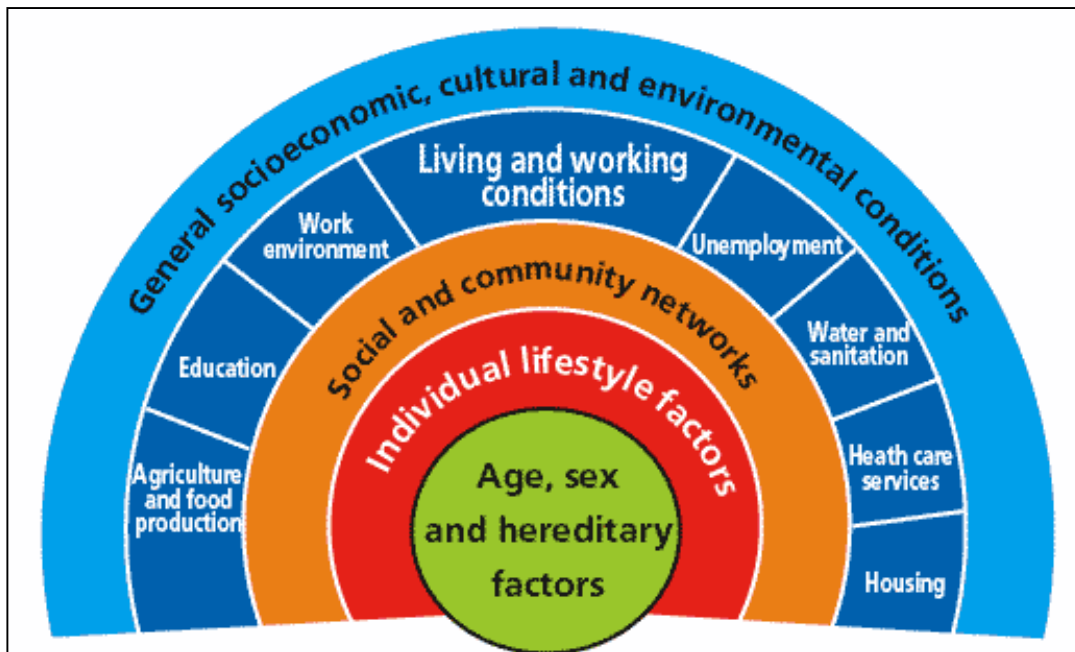 General socioeconomic, cultural and environmental conditions
Living and working
conditions
Work
environment
Unemployment
Education
Water and
sanitation
Agriculture
and food
production
Heath care
services
Housing
Social and community networks
Individual lifestyle factors
Age, sex
and hereditary
factors